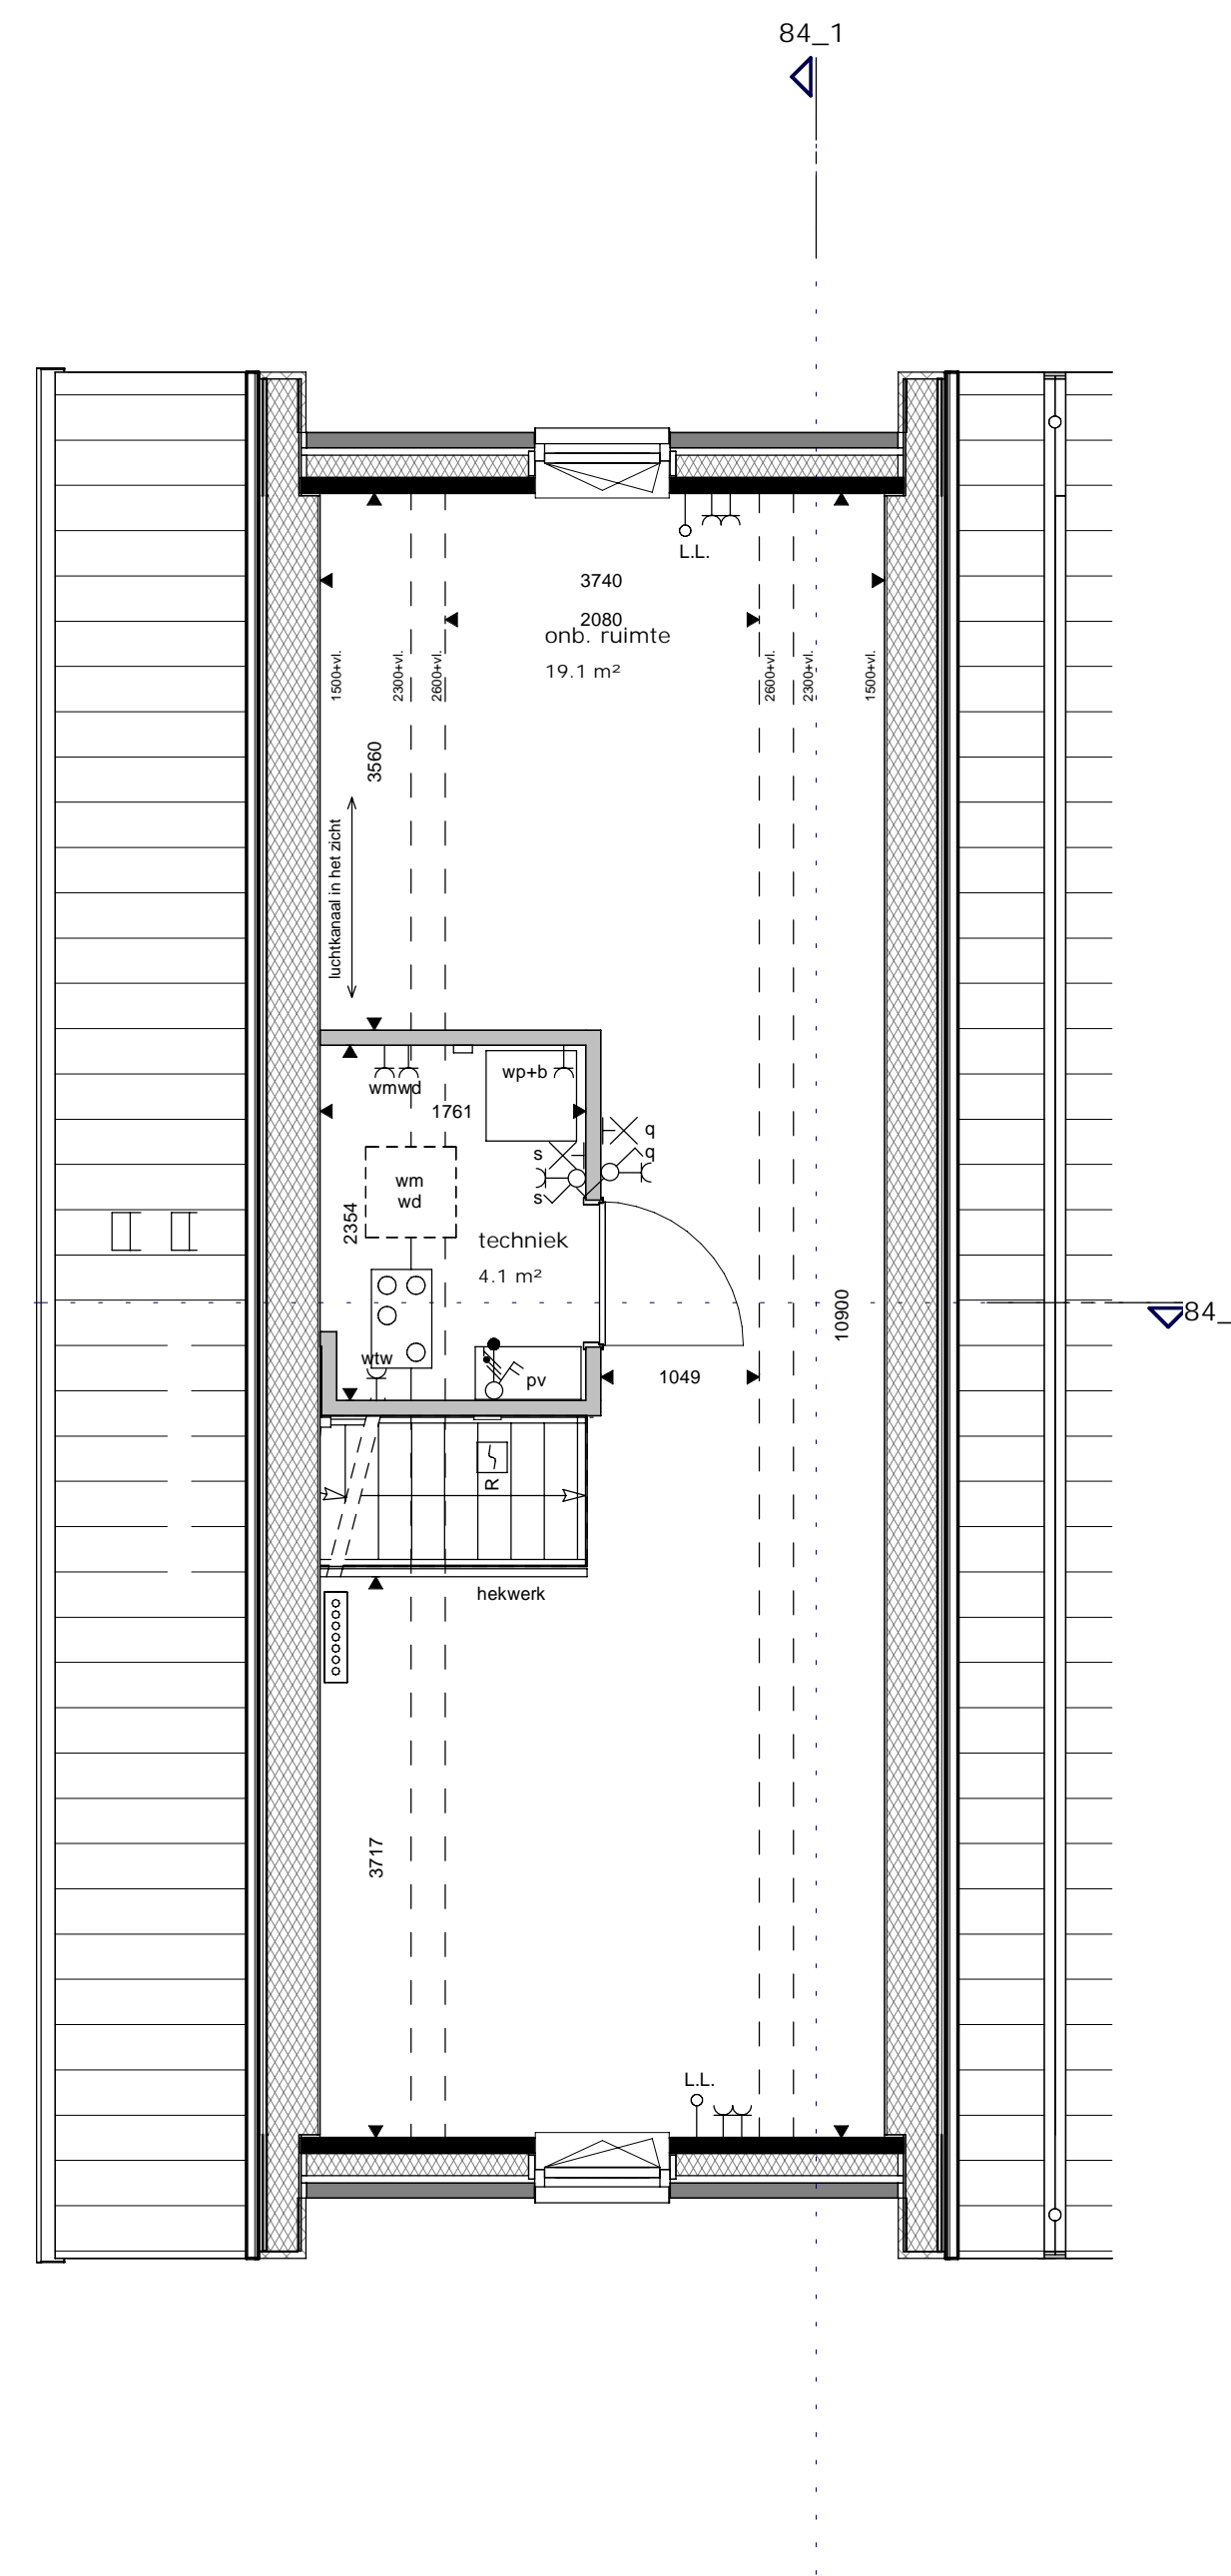 84_1
L.L.
3740
2080
onb. ruimte
19.1 m²
1500+vl.
2300+vl.
2600+vl.
2600+vl.
2300+vl.
1500+vl.
3560
luchtkanaal in het zicht
wmwd
wp+b
1761
q
s
q
s
wm
wd
2354
techniek
4.1 m²
10900
84_
wtw
pv
1049
R
hekwerk
3717
L.L.